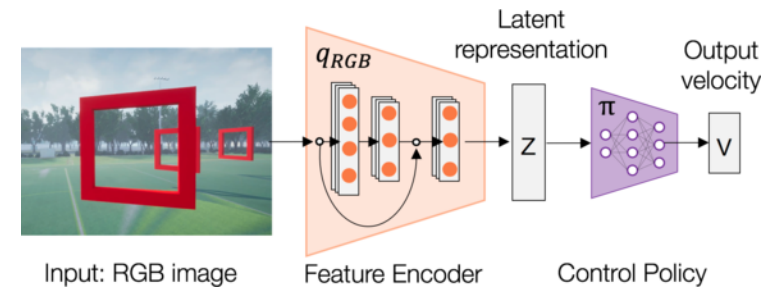 Latent
representation
Output
velocity
q_RGB
π
Z
V
Input: RGB image
Feature Encoder
Control Policy